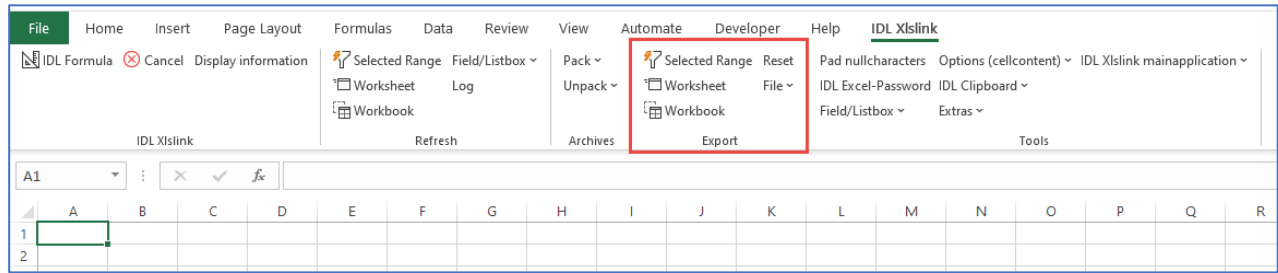 File Home Insert Page Layout Formulas Data Review View Automate Developer Help IDL Xlslink
IDL Formula Cancel Display information Selected Range Field/Listbox Pack Selected Range Reset Pad nullcharacters Options (cellcontent) IDL Xlslink mainapplication
Worksheet Log Unpack Worksheet File IDL Excel-Password IDL Clipboard
Workbook Workbook Field/Listbox Extras
IDL Xlslink Refresh Archives Export Tools
A1 fx
A B C D E F G H I J K L M N O P Q R
1
2